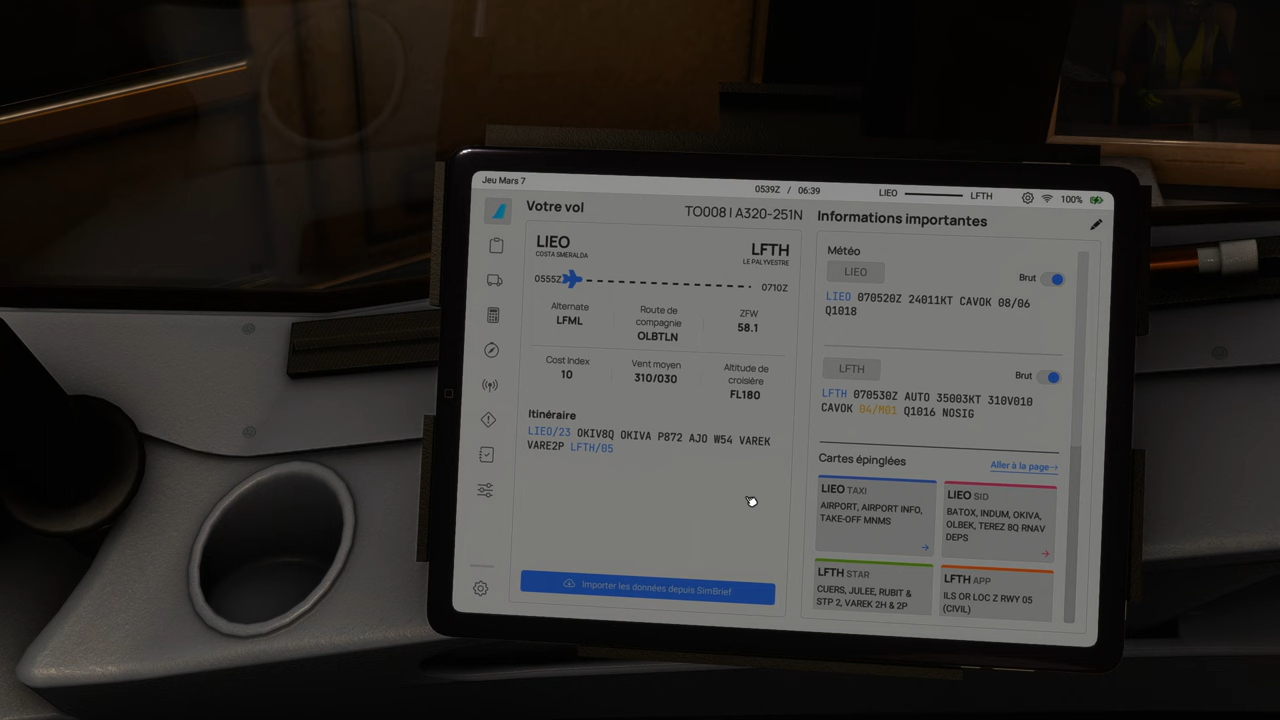 Jeu Mars 7
0539Z / 06:39
LIEO LFTH
100%
Votre vol
TO008 | A320-251N
LIEO
COSTA SMERALDA
LFTH
LE PALYVESTRE
0555Z
0710Z
Alternate
LFML
Route de
compagnie
OLBTLN
ZFW
58.1
Cost Index
10
Vent moyen
310/030
Altitude de
croisière
FL180
Itinéraire
LIEO/23 OKIV8Q OKIVA P872 AJO W54 VAREK
VARE2P LFTH/05
Importer les données depuis SimBrief
Informations importantes
Météo
LIEO
Brut
LIEO 070520Z 24011KT CAVOK 08/06
Q1018
LFTH
Brut
LFTH 070530Z AUTO 35003KT 310V010
CAVOK 04/M01 Q1016 NOSIG
Cartes épinglées
Aller à la page→
LIEO TAXI
AIRPORT, AIRPORT INFO,
TAKE-OFF MNMS
LIEO SID
BATOX, INDUM, OKIVA,
OLBEK, TEREZ 8Q RNAV
DEPS
LFTH STAR
CUERS, JULEE, RUBIT &
STP 2, VAREK 2H & 2P
LFTH APP
ILS OR LOC Z RWY 05
(CIVIL)